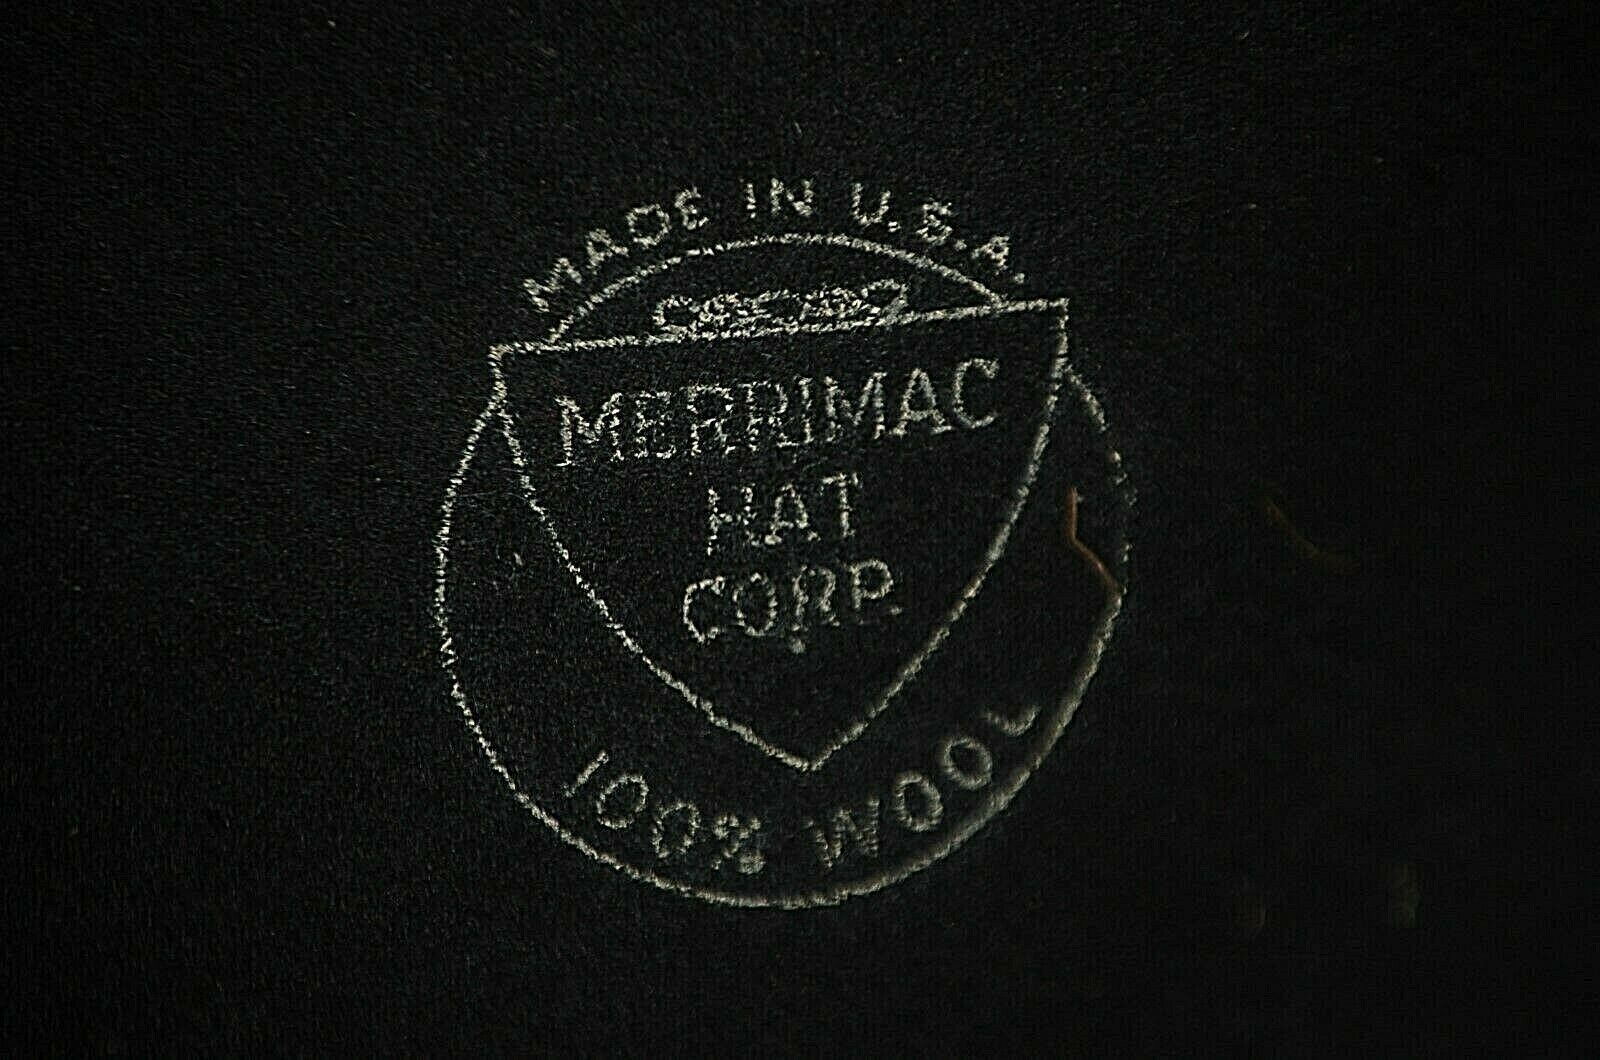 MADE IN U.S.A.
MERRIMAC
HAT
CORP.
100% WOOL